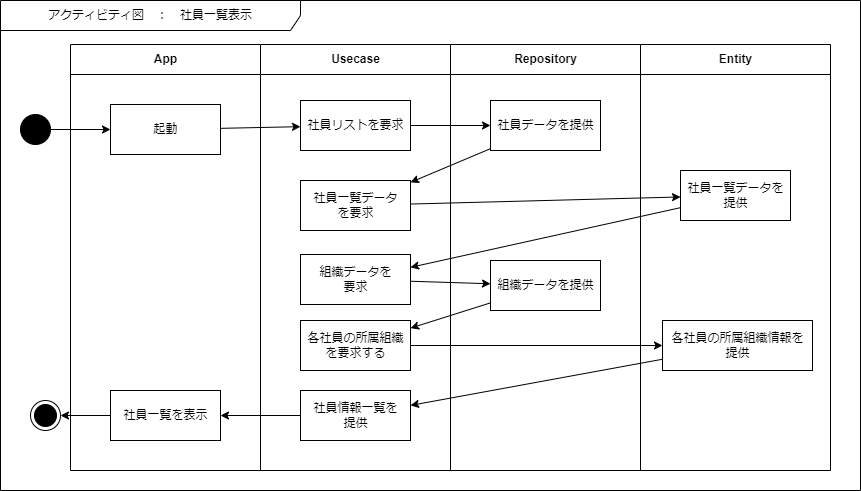 アクティビティ図　：　社員一覧表示
App
Usecase
Repository
Entity
起動
社員リストを要求
社員データを提供
社員一覧データ
を要求
社員一覧データを
提供
組織データを
要求
組織データを提供
各社員の所属組織
を要求する
各社員の所属組織情報を
提供
社員情報一覧を
提供
社員一覧を表示